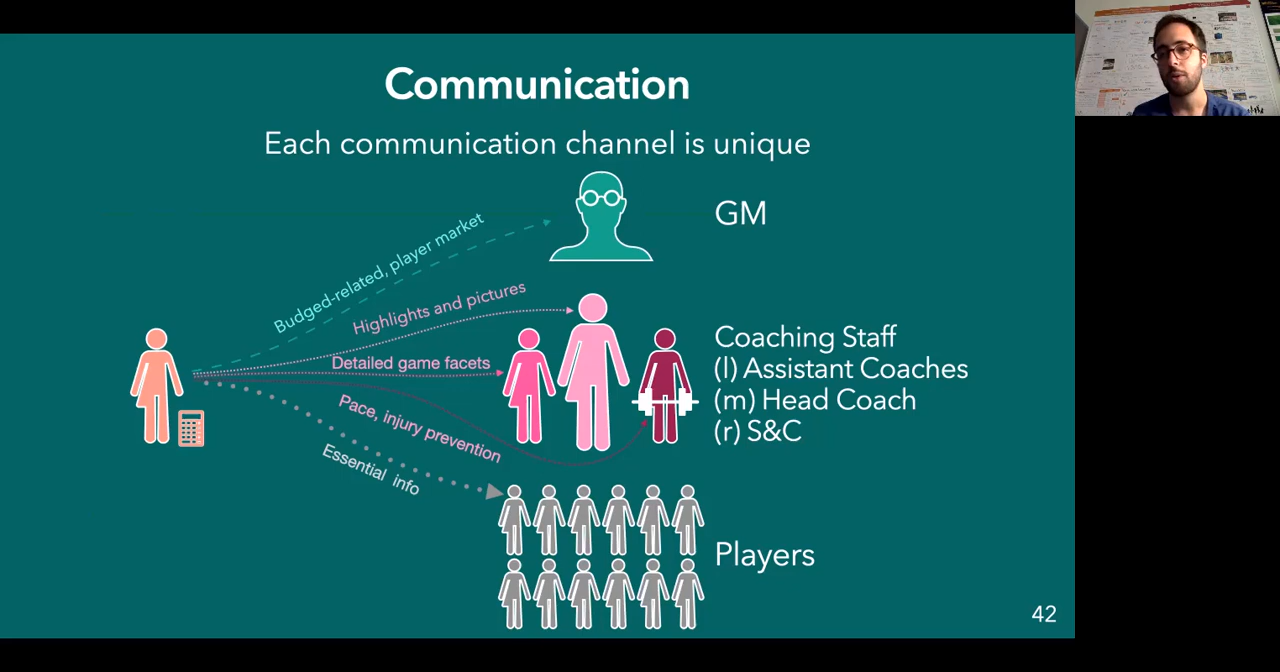 Communication
Each communication channel is unique
GM
Budged-related, player market
Highlights and pictures
Detailed game facets
Pace, injury prevention
Essential info
Coaching Staff
(l) Assistant Coaches
(m) Head Coach
(r) S&C
Players
42